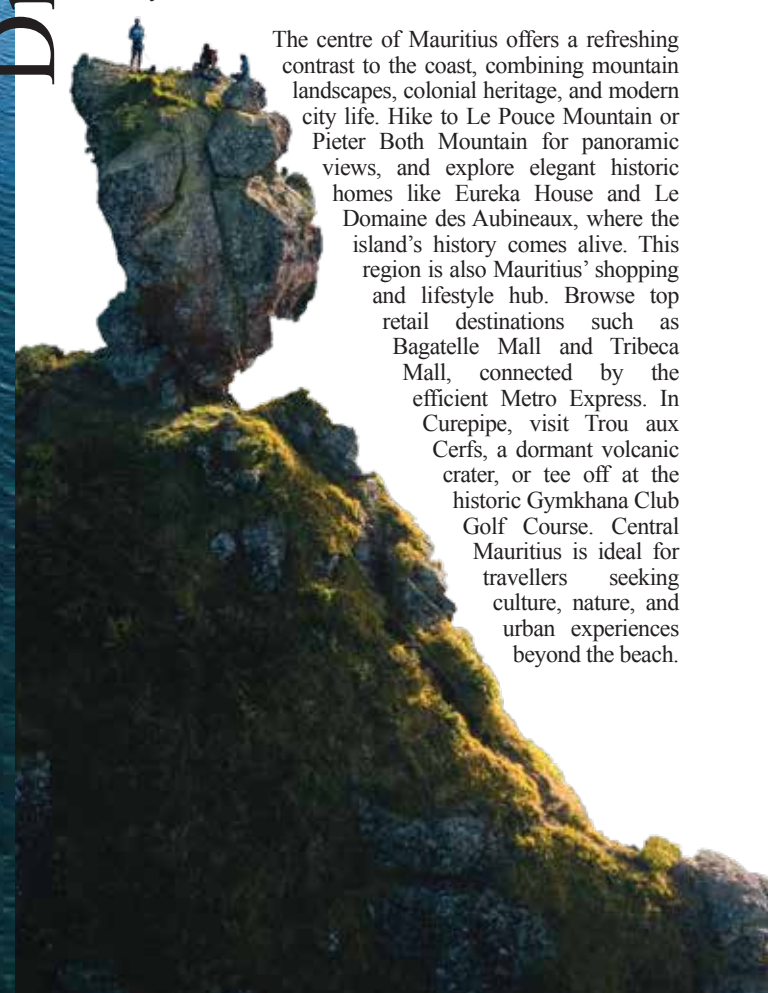 The centre of Mauritius offers a refreshing
contrast to the coast, combining mountain
landscapes, colonial heritage, and modern
city life. Hike to Le Pouce Mountain or
Pieter Both Mountain for panoramic
views, and explore elegant historic
homes like Eureka House and Le
Domaine des Aubineaux, where the
island’s history comes alive. This
region is also Mauritius’ shopping
and lifestyle hub. Browse top
retail destinations such as
Bagatelle Mall and Tribeca
Mall, connected by the
efficient Metro Express. In
Curepipe, visit Trou aux
Cerfs, a dormant volcanic
crater, or tee off at the
historic Gymkhana Club
Golf Course. Central
Mauritius is ideal for
travellers seeking
culture, nature, and
urban experiences
beyond the beach.